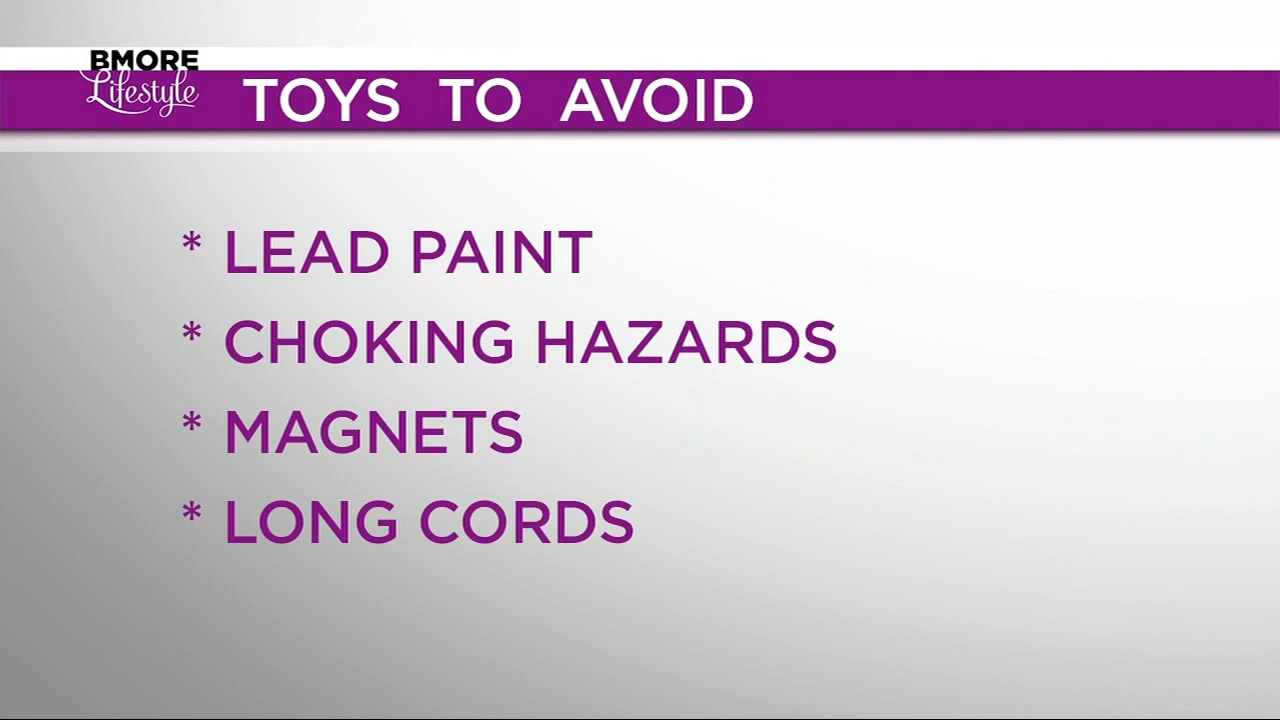 BMORE
Lifestyle
TOYS TO AVOID
* LEAD PAINT
* CHOKING HAZARDS
* MAGNETS
* LONG CORDS